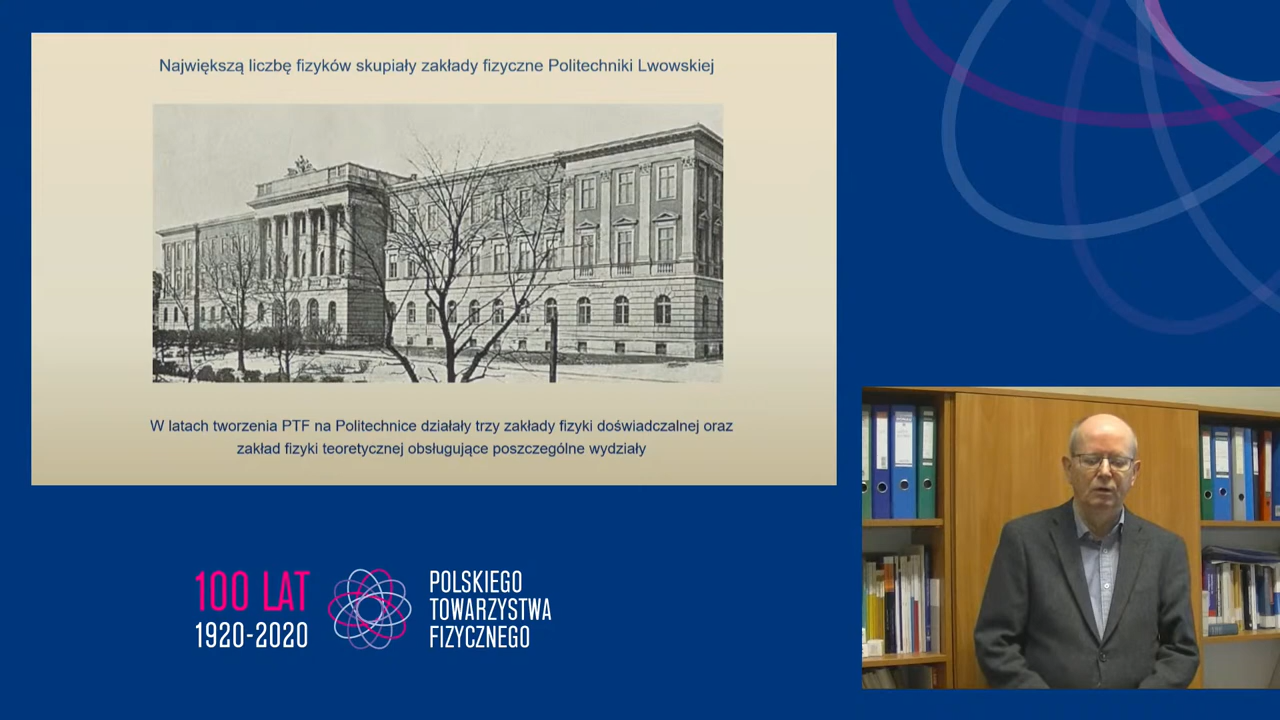 Największą liczbę fizyków skupiały zakłady fizyczne Politechniki Lwowskiej
W latach tworzenia PTF na Politechnice działały trzy zakłady fizyki doświadczalnej oraz
zakład fizyki teoretycznej obsługujące poszczególne wydziały
100 LAT
1920-2020
POLSKIEGO
TOWARZYSTWA
FIZYCZNEGO